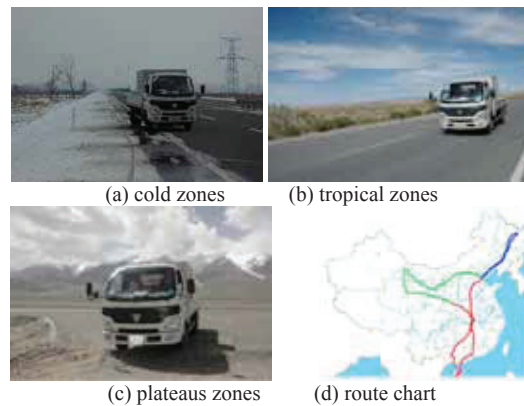 (a) cold zones
(b) tropical zones
(c) plateaus zones
(d) route chart